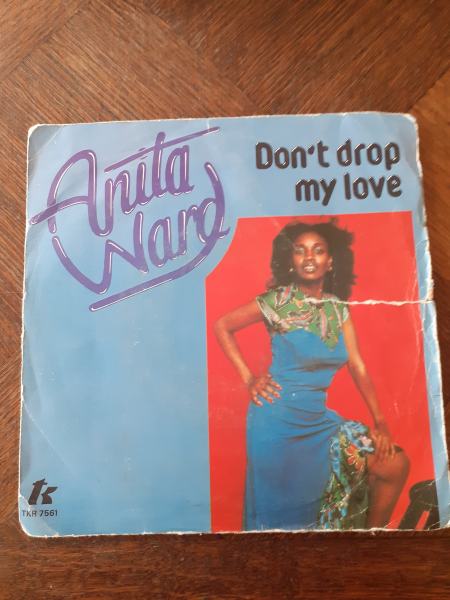 Anita
Ward
Don't drop
my love
tk
TKR 7561